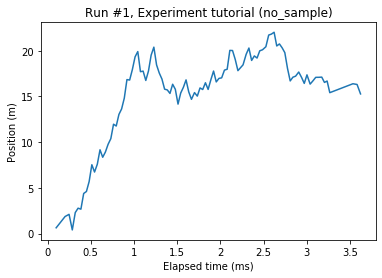 Run #1, Experiment tutorial (no_sample)
Position (m)
20
15
10
5
0
0 0.5 1 1.5 2 2.5 3 3.5
Elapsed time (ms)